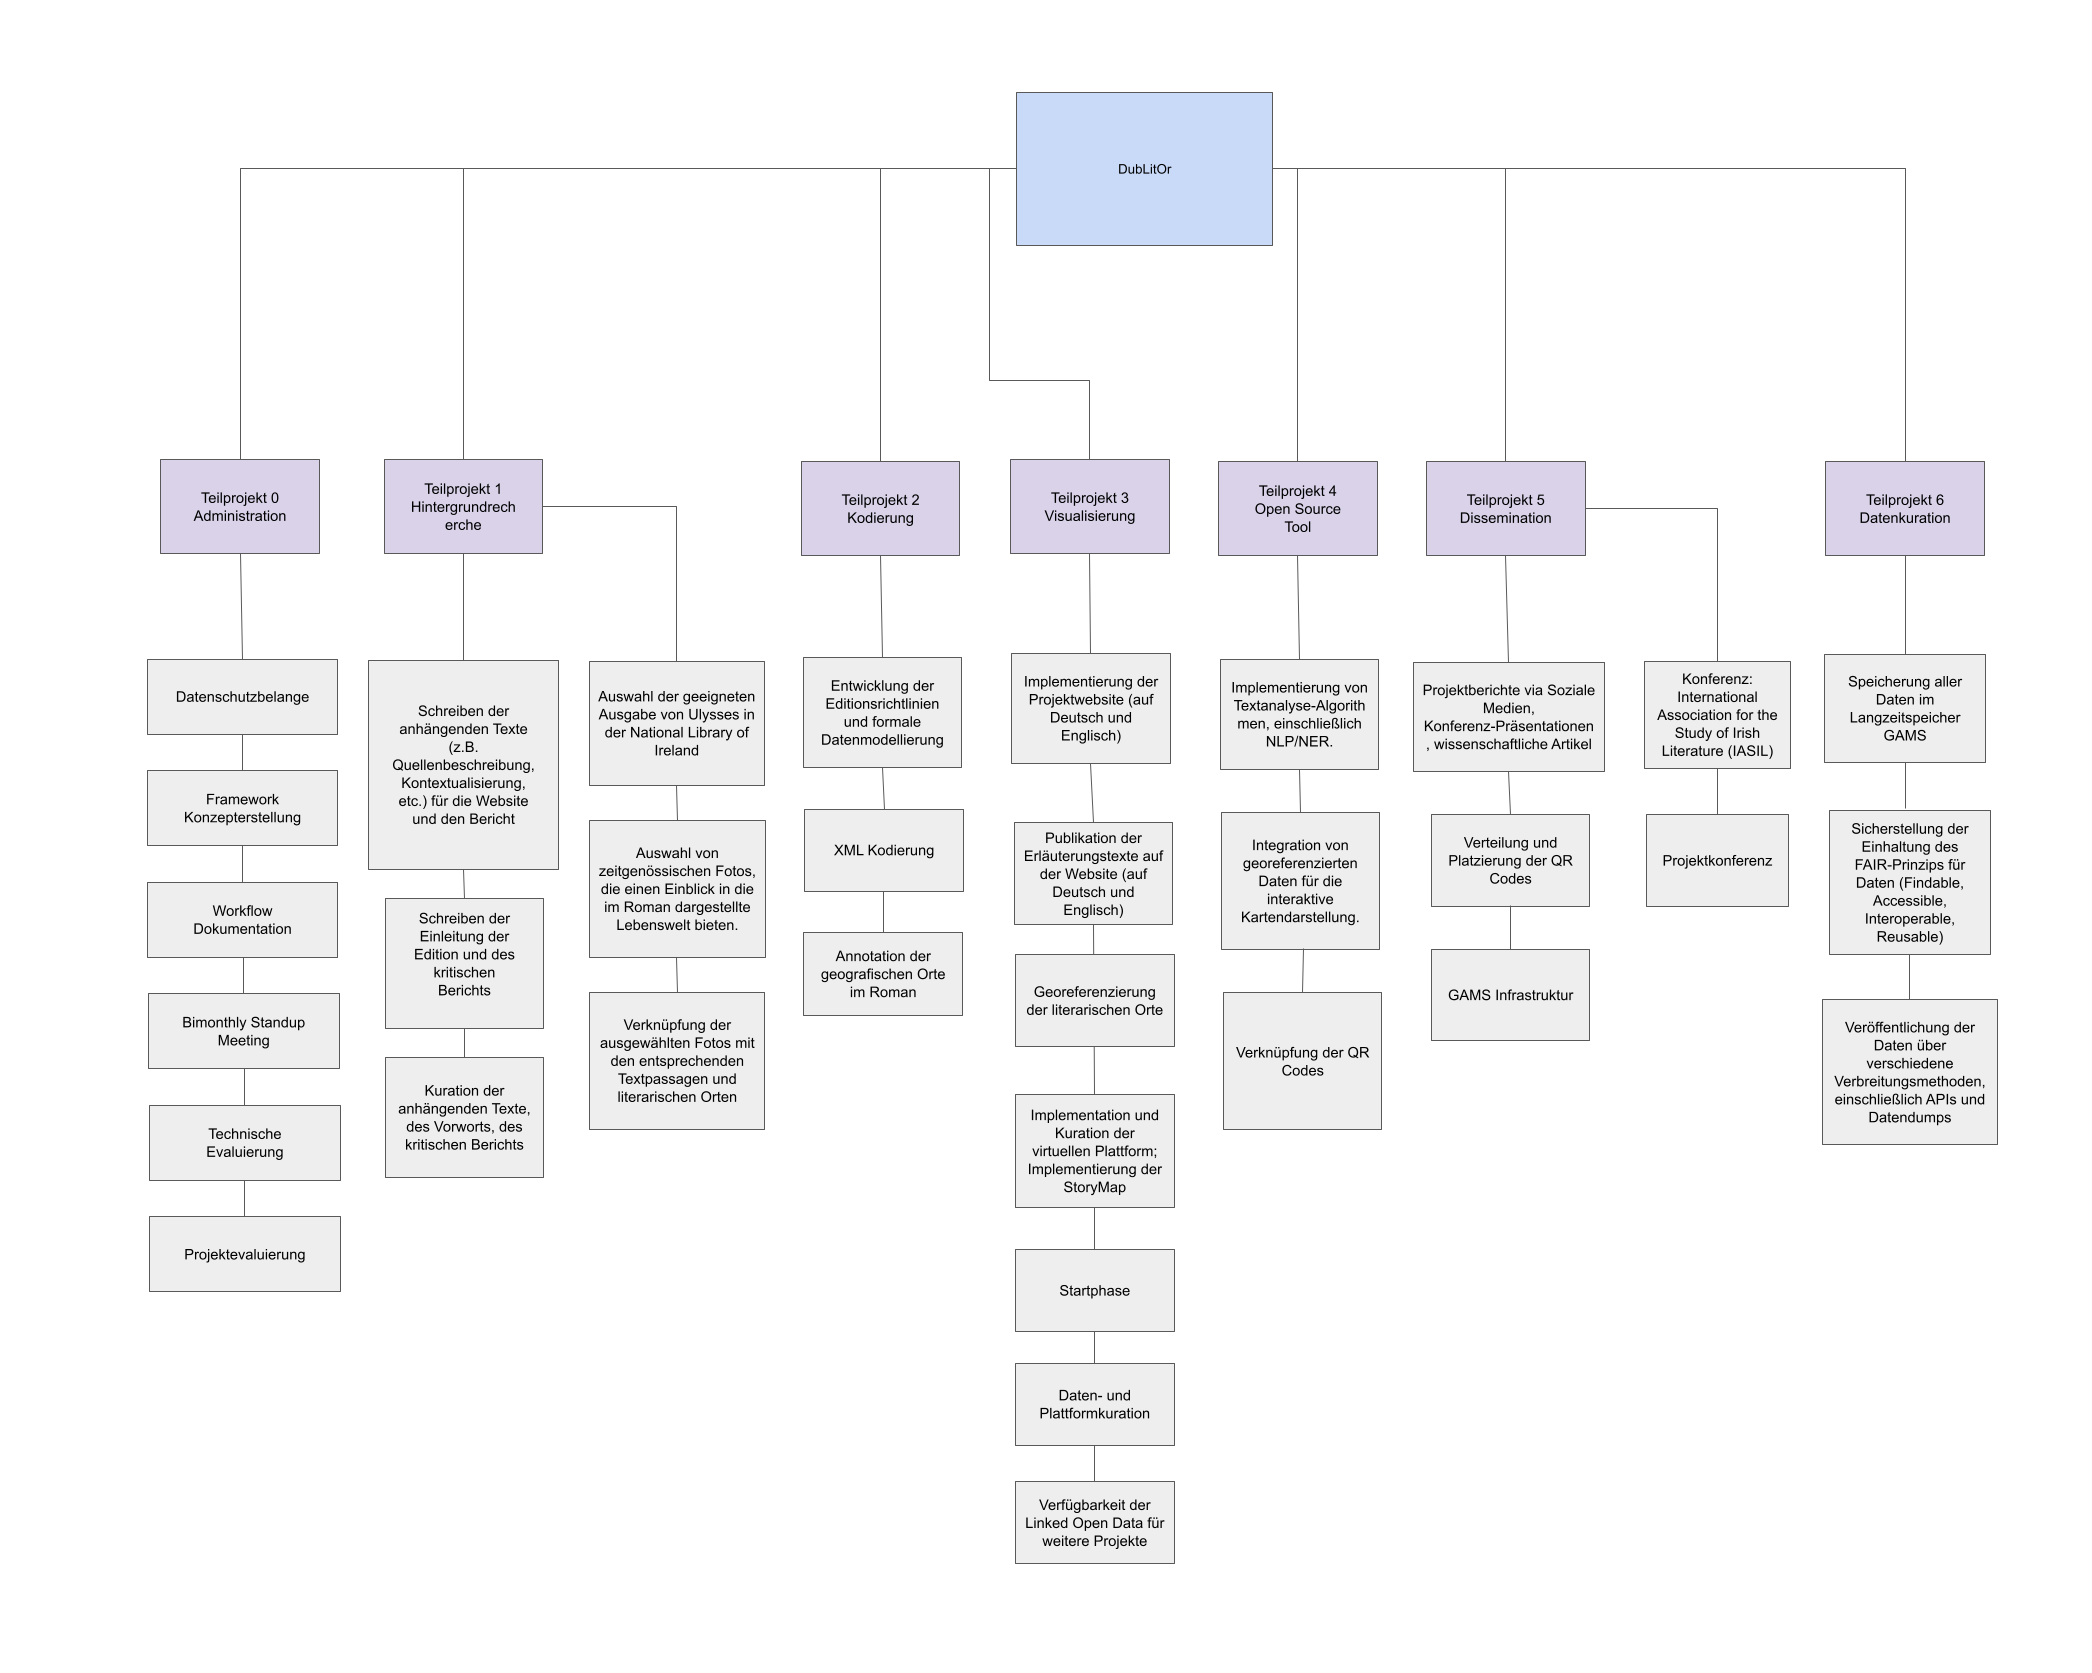 DubLitOr
Teilprojekt 0
Administration
Datenschutzbelange
Framework
Konzepterstellung
Workflow
Dokumentation
Bimonthly Standup
Meeting
Technische
Evaluierung
Projektevaluierung
Teilprojekt 1
Hintergrundrech
erche
Schreiben der
anhängenden Texte
(z.B.
Quellenbeschreibung,
Kontextualisierung,
etc.) für die Website
und den Bericht
Schreiben der
Einleitung der
Edition und des
kritischen
Berichts
Kuration der
anhängenden Texte,
des Vorworts, des
kritischen Berichts
Auswahl der geeigneten
Ausgabe von Ulysses in
der National Library of
Ireland
Auswahl von
zeitgenössischen Fotos,
die einen Einblick in die
im Roman dargestellte
Lebenswelt bieten.
Verknüpfung der
ausgewählten Fotos mit
den entsprechenden
Textpassagen und
literarischen Orten
Teilprojekt 2
Kodierung
Entwicklung der
Editionsrichtlinien
und formale
Datenmodellierung
XML Kodierung
Annotation der
geografischen Orte
im Roman
Teilprojekt 3
Visualisierung
Implementierung der
Projektwebsite (auf
Deutsch und
Englisch)
Publikation der
Erläuterungstexte auf
der Website (auf
Deutsch und
Englisch)
Georeferenzierung
der literarischen Orte
Implementation und
Kuration der
virtuellen Plattform;
Implementierung der
StoryMap
Startphase
Daten- und
Plattformkuration
Verfügbarkeit der
Linked Open Data für
weitere Projekte
Teilprojekt 4
Open Source
Tool
Implementierung von
Textanalyse-Algorith
men, einschließlich
NLP/NER.
Integration von
georeferenzierten
Daten für die
interaktive
Kartendarstellung.
Verknüpfung der QR
Codes
Teilprojekt 5
Dissemination
Projektberichte via Soziale
Medien,
Konferenz-Präsentationen
, wissenschaftliche Artikel
Verteilung und
Platzierung der QR
Codes
GAMS Infrastruktur
Konferenz:
International
Association for the
Study of Irish
Literature (IASIL)
Projektkonferenz
Teilprojekt 6
Datenkuration
Speicherung aller
Daten im
Langzeitspeicher
GAMS
Sicherstellung der
Einhaltung des
FAIR-Prinzips für
Daten (Findable,
Accessible,
Interoperable,
Reusable)
Veröffentlichung der
Daten über
verschiedene
Verbreitungsmethoden,
einschließlich APIs und
Datendumps